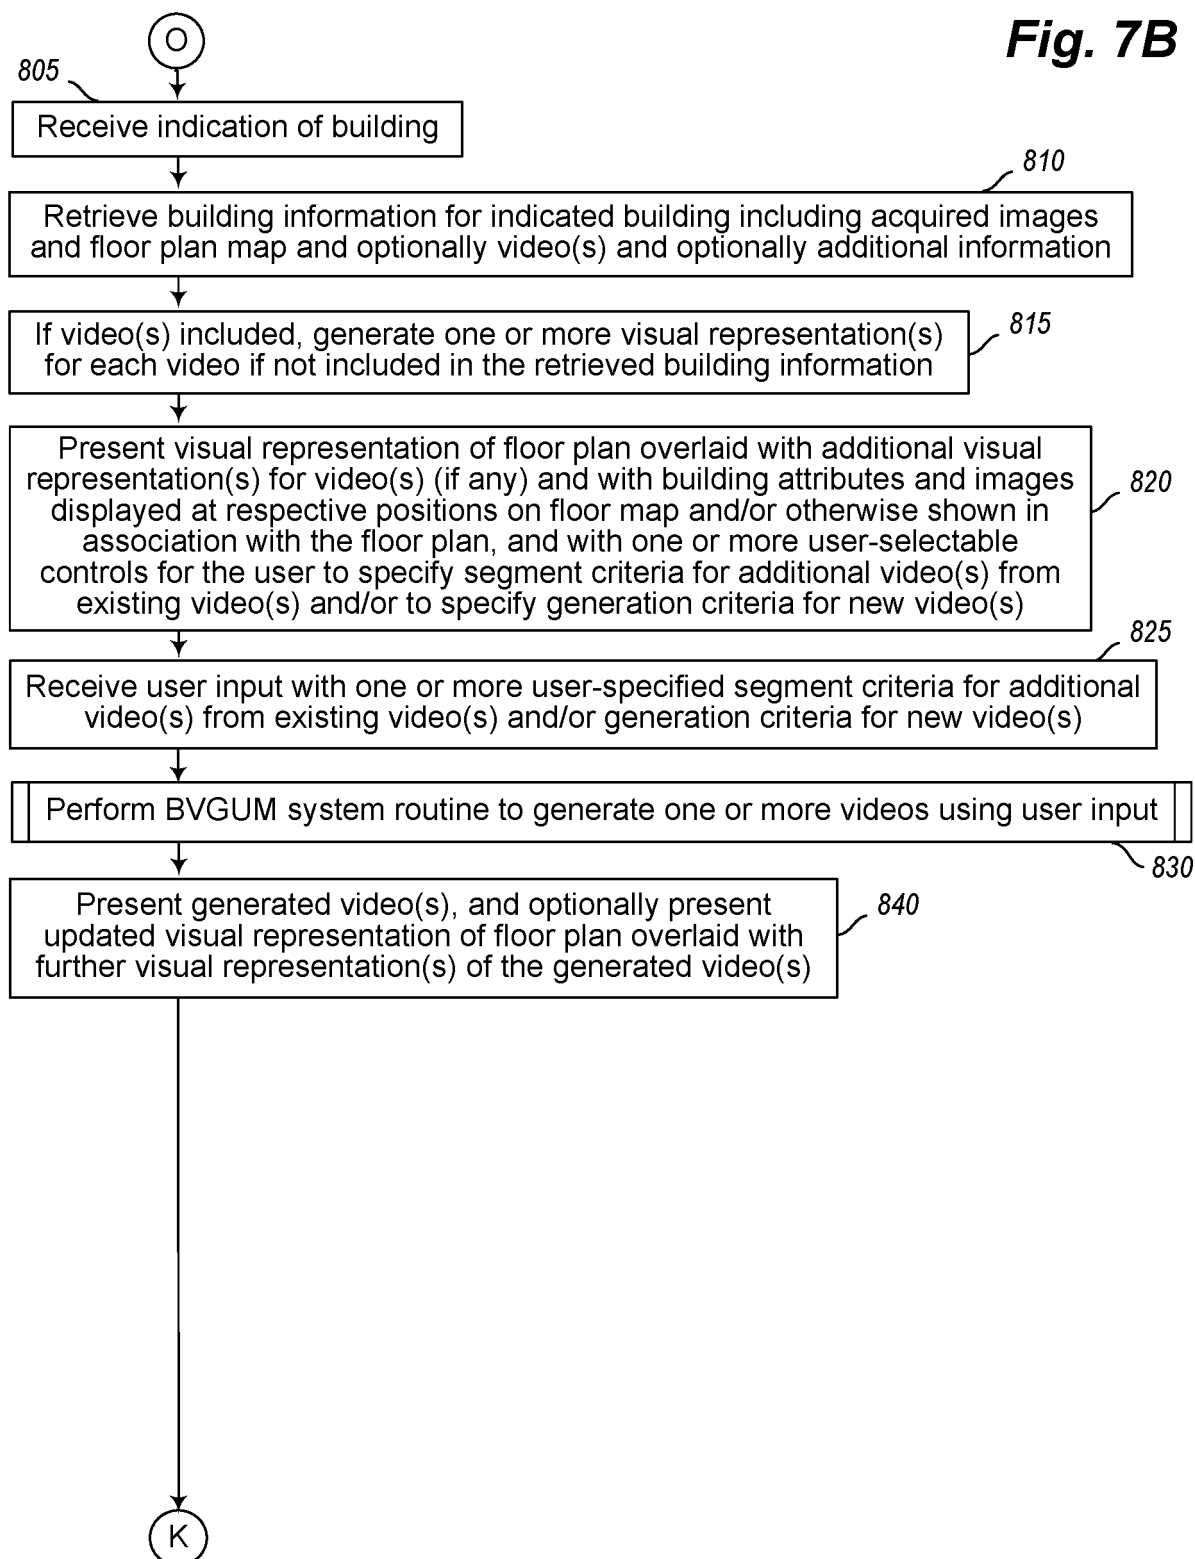 O
Fig. 7B
805
Receive indication of building
810
Retrieve building information for indicated building including acquired images
and floor plan map and optionally video(s) and optionally additional information
If video(s) included, generate one or more visual representation(s)
for each video if not included in the retrieved building information
815
Present visual representation of floor plan overlaid with additional visual
representation(s) for video(s) (if any) and with building attributes and images
displayed at respective positions on floor map and/or otherwise shown in
association with the floor plan, and with one or more user-selectable
controls for the user to specify segment criteria for additional video(s) from
existing video(s) and/or to specify generation criteria for new video(s)
820
825
Receive user input with one or more user-specified segment criteria for additional
video(s) from existing video(s) and/or generation criteria for new video(s)
Perform BVGUM system routine to generate one or more videos using user input
830
Present generated video(s), and optionally present
updated visual representation of floor plan overlaid with
further visual representation(s) of the generated video(s)
840
K